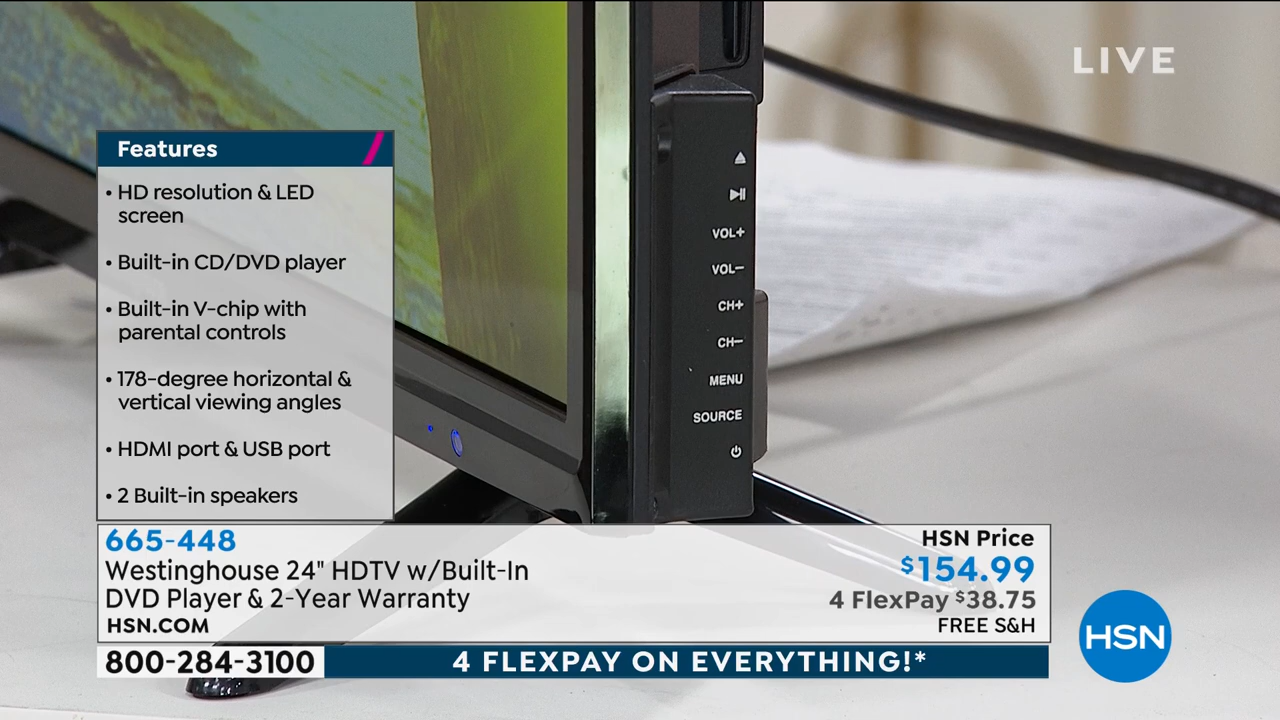 LIVE
Features
• HD resolution & LED
screen
• Built-in CD/DVD player
• Built-in V-chip with
parental controls
• 178-degree horizontal &
vertical viewing angles
• HDMI port & USB port
• 2 Built-in speakers
VOL+
VOL−
CH+
CH−
MENU
SOURCE
665-448
Westinghouse 24" HDTV w/Built-In
DVD Player & 2-Year Warranty
HSN.COM
HSN Price
$154.99
4 FlexPay $38.75
FREE S&H
800-284-3100
4 FLEXPAY ON EVERYTHING!*
HSN